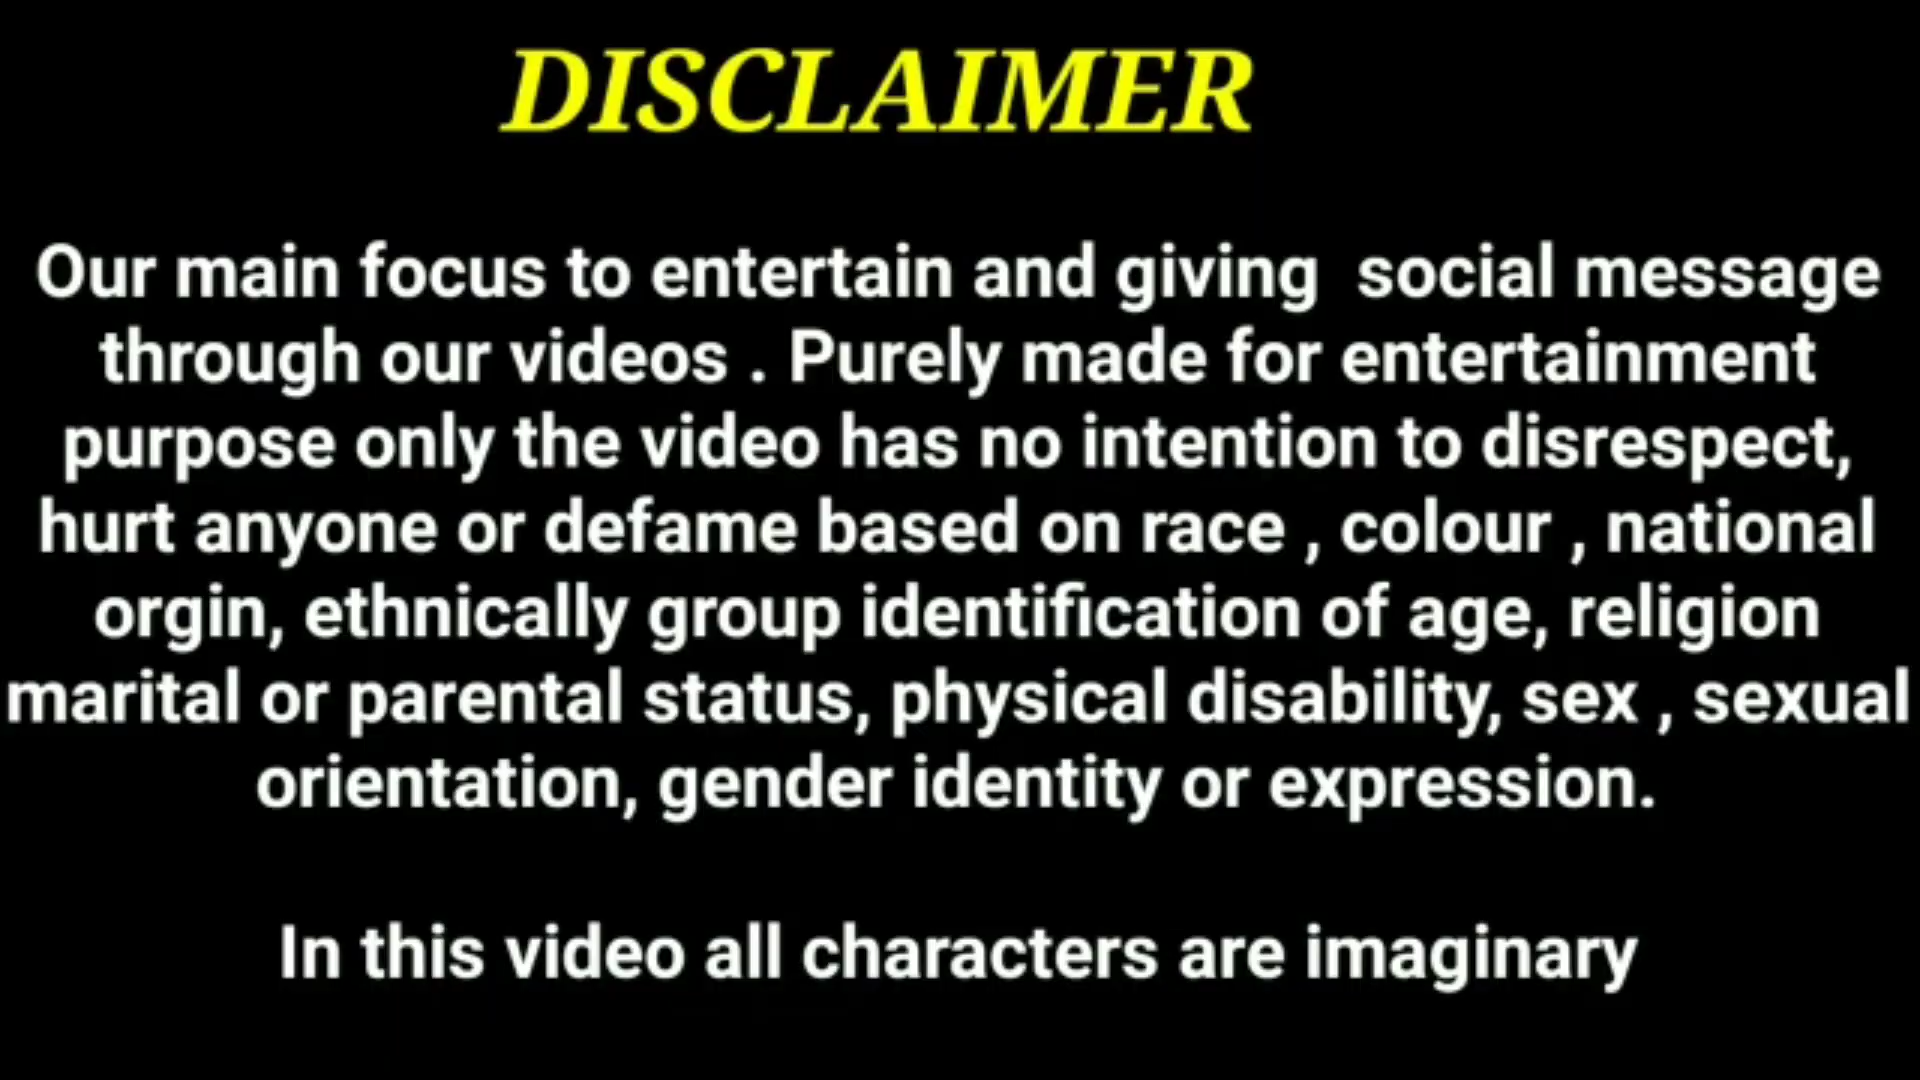 DISCLAIMER
Our main focus to entertain and giving  social message
through our videos . Purely made for entertainment
purpose only the video has no intention to disrespect,
hurt anyone or defame based on race , colour , national
orgin, ethnically group identification of age, religion
marital or parental status, physical disability, sex , sexual
orientation, gender identity or expression.
In this video all characters are imaginary